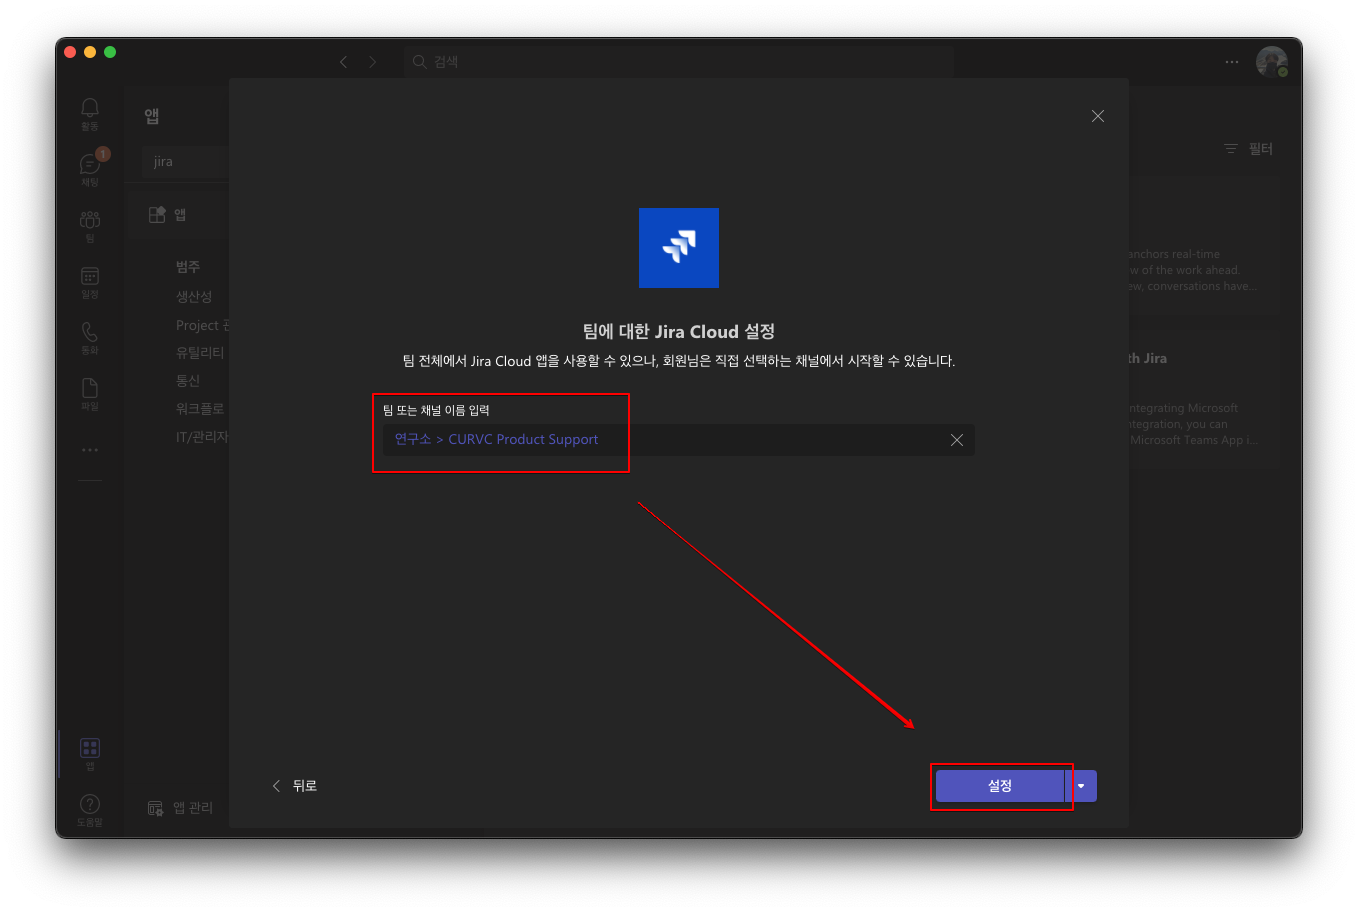 검색
활동
1
채팅
팀
일정
통화
파일
앱
도움말
앱
jira
앱
범주
생산성
Project
유틸리티
통신
워크플로
IT/관리자
앱 관리
필터
anchors real-time
of the work ahead.
conversations have...
Jira
ntegrating Microsoft
ntegration, you can
Microsoft Teams App i...
팀에 대한 Jira Cloud 설정
팀 전체에서 Jira Cloud 앱을 사용할 수 있으나, 회원님은 직접 선택하는 채널에서 시작할 수 있습니다.
팀 또는 채널 이름 입력
연구소 > CURVC Product Support
뒤로
설정